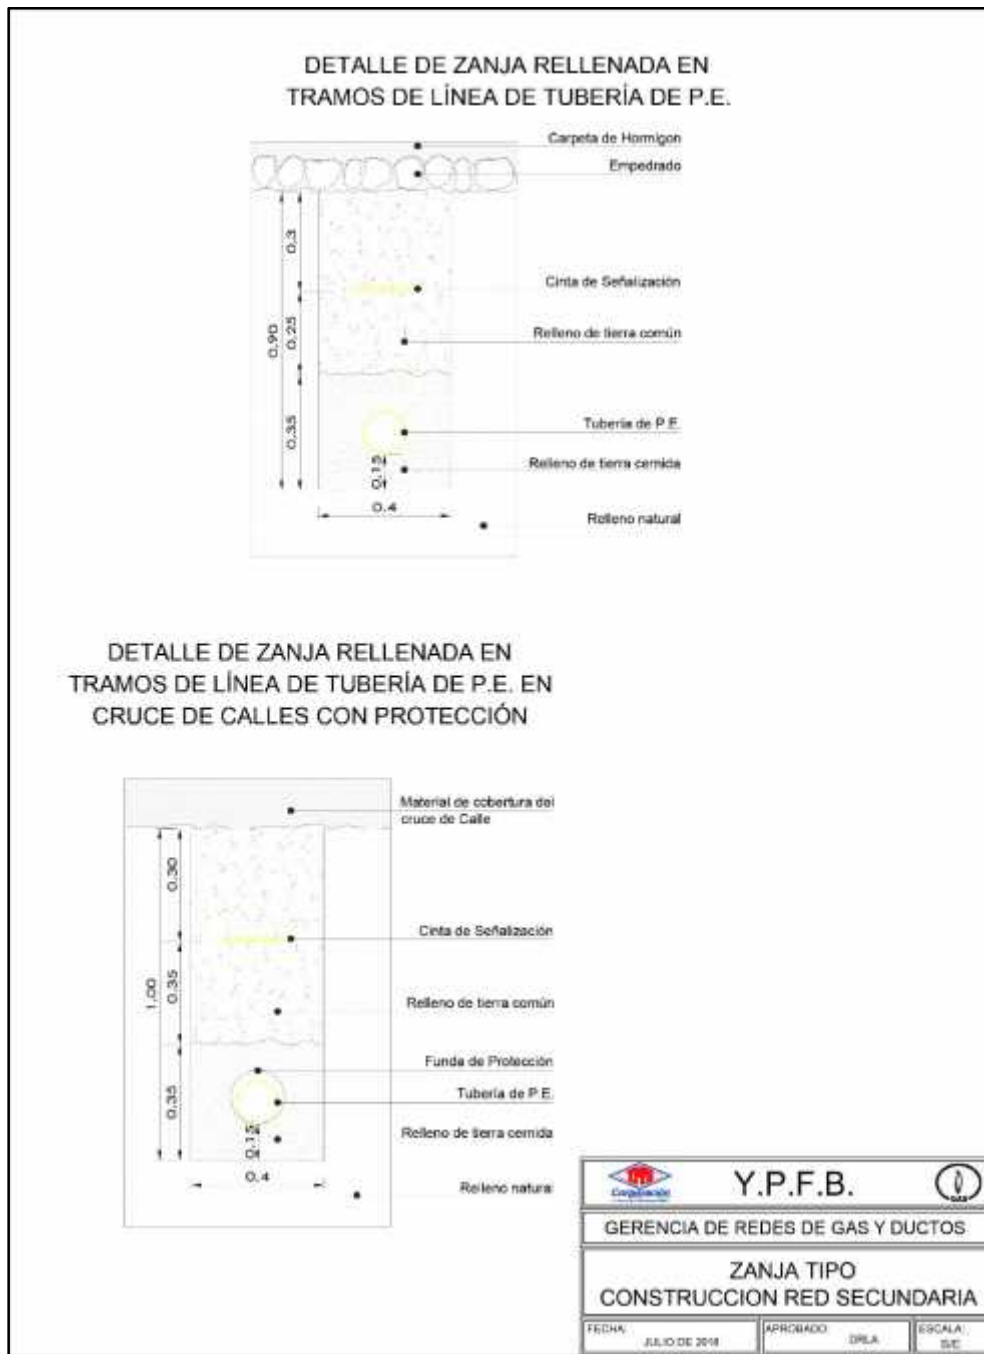 DETALLE DE ZANJA RELLENADA EN
TRAMOS DE LÍNEA DE TUBERÍA DE P.E.
Carpeta de Hormigon
Empedrado
0.3
Cinta de Señalización
0.25
Relleno de tierra común
0.90
0.35
Tubería de P.E.
Relleno de tierra cernida
0.15
0.4
Relleno natural
DETALLE DE ZANJA RELLENADA EN
TRAMOS DE LÍNEA DE TUBERÍA DE P.E. EN
CRUCE DE CALLES CON PROTECCIÓN
Material de cobertura del
cruce de Calle
0.30
Cinta de Señalización
0.35
1.00
Relleno de tierra común
Funda de Protección
Tubería de P.E.
0.35
Relleno de tierra cernida
0.15
0.4
Relleno natural
Corporación
Y.P.F.B.
GAS
GERENCIA DE REDES DE GAS Y DUCTOS
ZANJA TIPO
CONSTRUCCION RED SECUNDARIA
FECHA:
JULIO DE 2018
APROBADO:
DRLA
ESCALA:
S/E